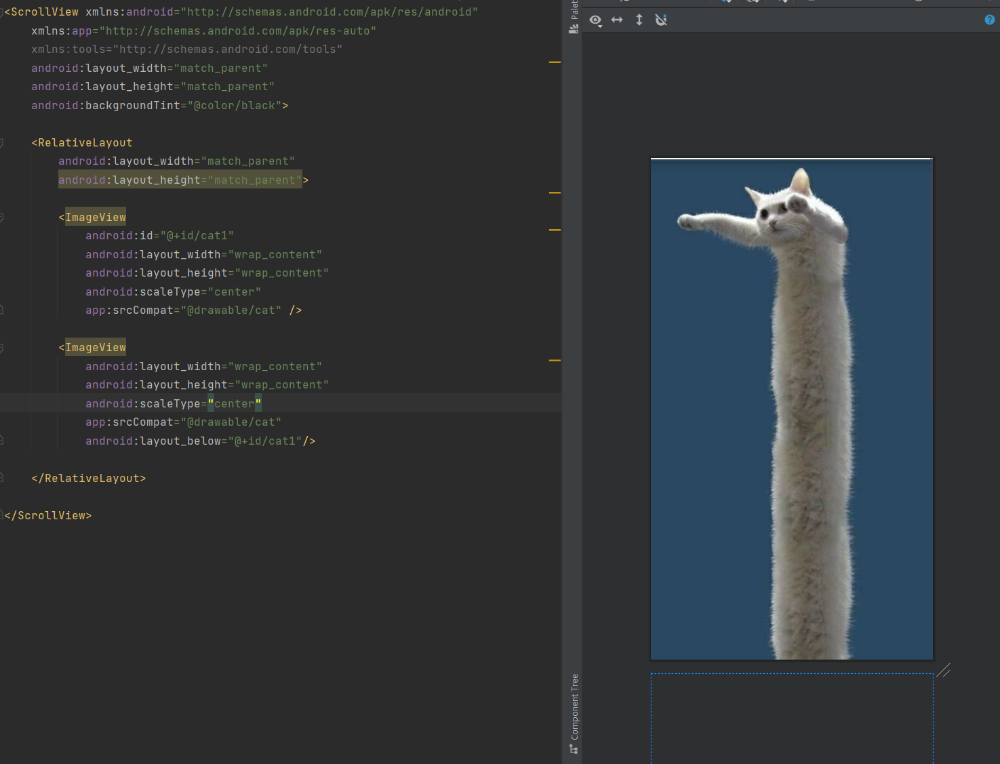 <ScrollView xmlns:android="http://schemas.android.com/apk/res/android"
xmlns:app="http://schemas.android.com/apk/res-auto"
xmlns:tools="http://schemas.android.com/tools"
android:layout_width="match_parent"
android:layout_height="match_parent"
android:backgroundTint="@color/black">
<RelativeLayout
android:layout_width="match_parent"
android:layout_height="match_parent">
<ImageView
android:id="@+id/cat1"
android:layout_width="wrap_content"
android:layout_height="wrap_content"
android:scaleType="center"
app:srcCompat="@drawable/cat" />
<ImageView
android:layout_width="wrap_content"
android:layout_height="wrap_content"
android:scaleType="center"
app:srcCompat="@drawable/cat"
android:layout_below="@+id/cat1"/>
</RelativeLayout>
</ScrollView>
Component Tree